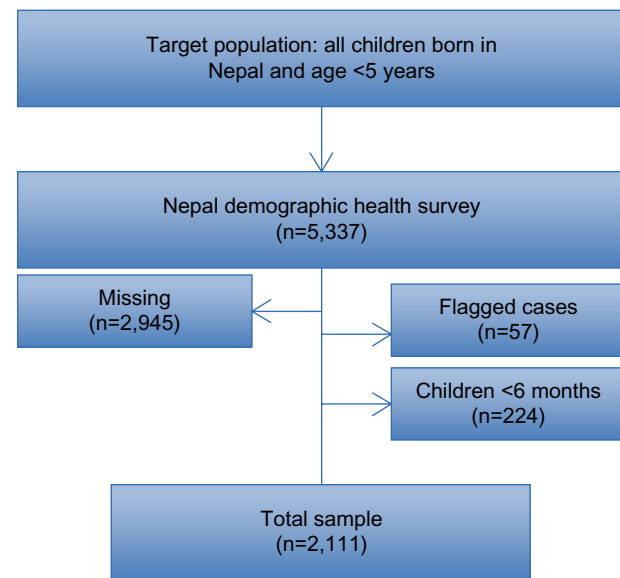 Target population: all children born in
Nepal and age <5 years
Nepal demographic health survey
(n=5,337)
Missing
(n=2,945)
Flagged cases
(n=57)
Children <6 months
(n=224)
Total sample
(n=2,111)